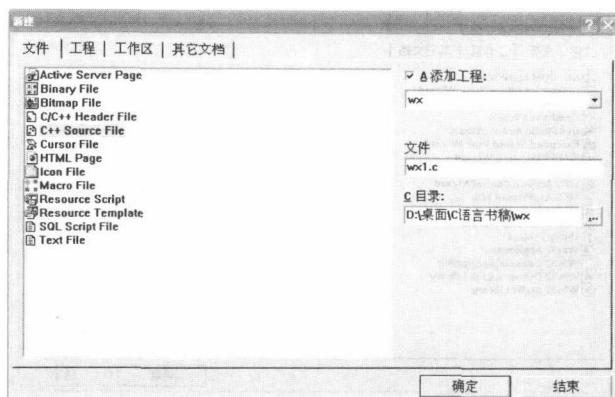 新建
文件 工程 工作区 其它文档
Active Server Page
Binary File
Bitmap File
C/C++ Header File
C++ Source File
Cursor File
HTML Page
Icon File
Macro File
Resource Script
Resource Template
SQL Script File
Text File
A 添加工程:
wx
文件
wx1.c
C 目录:
D:\桌面\C语言书稿\wx
...
确定
结束